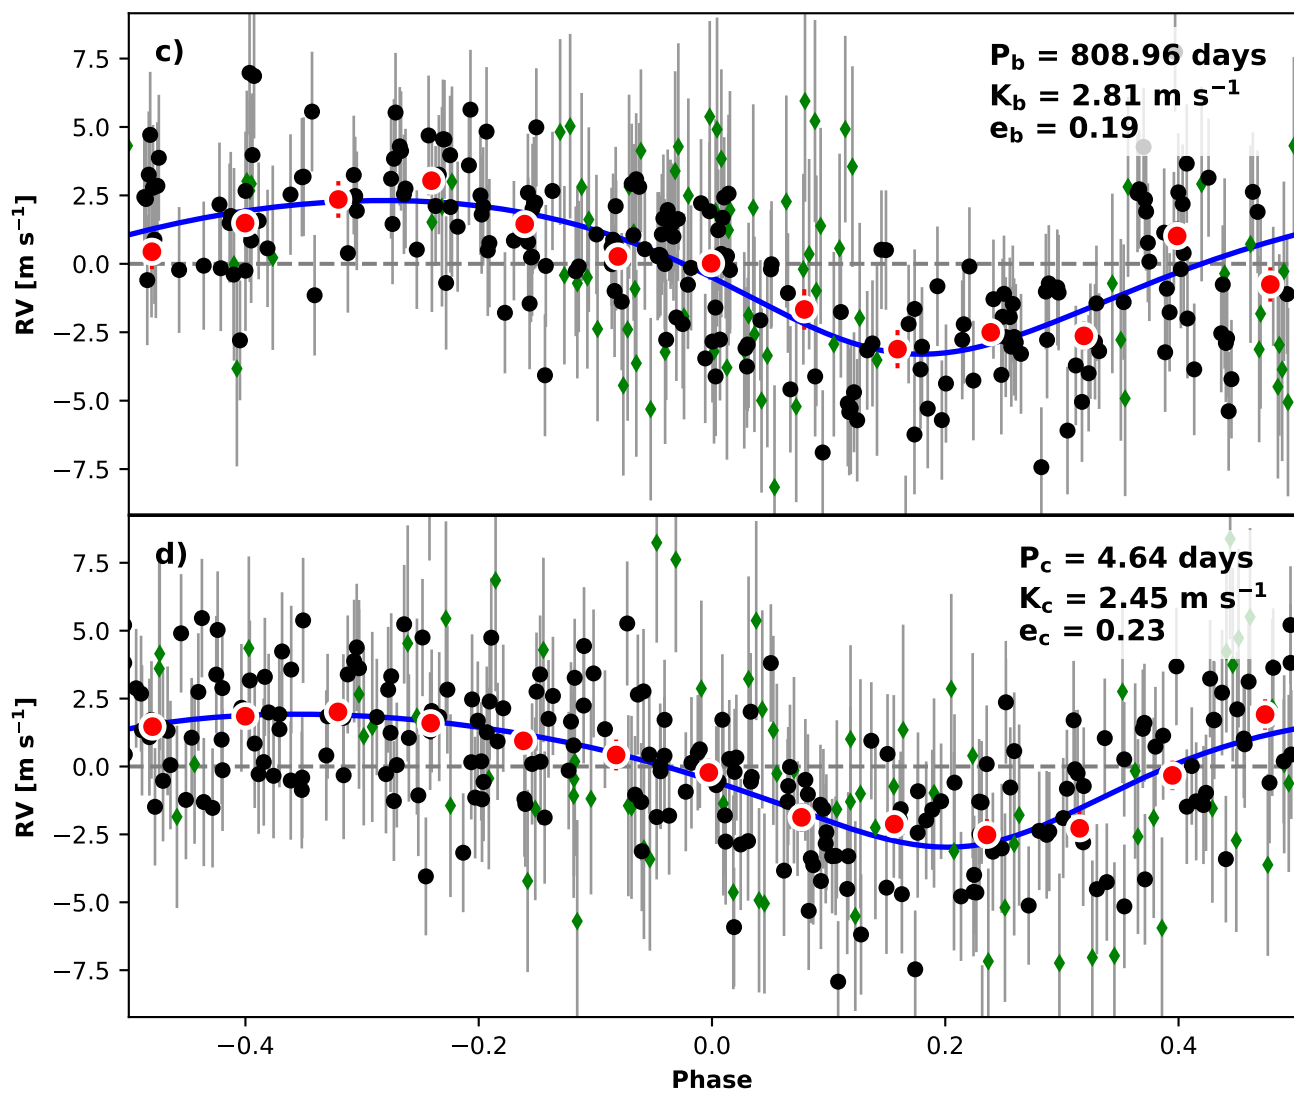 c)
P_b = 808.96 days
K_b = 2.81 m s⁻¹
e_b = 0.19
7.5
5.0
2.5
0.0
−2.5
−5.0
−7.5
RV [m s⁻¹]
d)
P_c = 4.64 days
K_c = 2.45 m s⁻¹
e_c = 0.23
7.5
5.0
2.5
0.0
−2.5
−5.0
−7.5
RV [m s⁻¹]
−0.4 −0.2 0.0 0.2 0.4
Phase